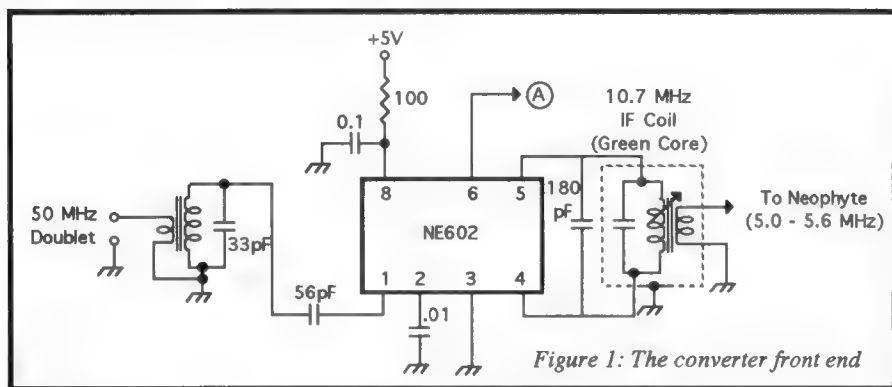 +5V
100
A
10.7 MHz
IF Coil
(Green Core)
0.1
8
6
5
180
pF
50 MHz
Doublet
33pF
NE602
To Neophyte
(5.0 - 5.6 MHz)
56pF
1
2
3
4
.01
Figure 1: The converter front end